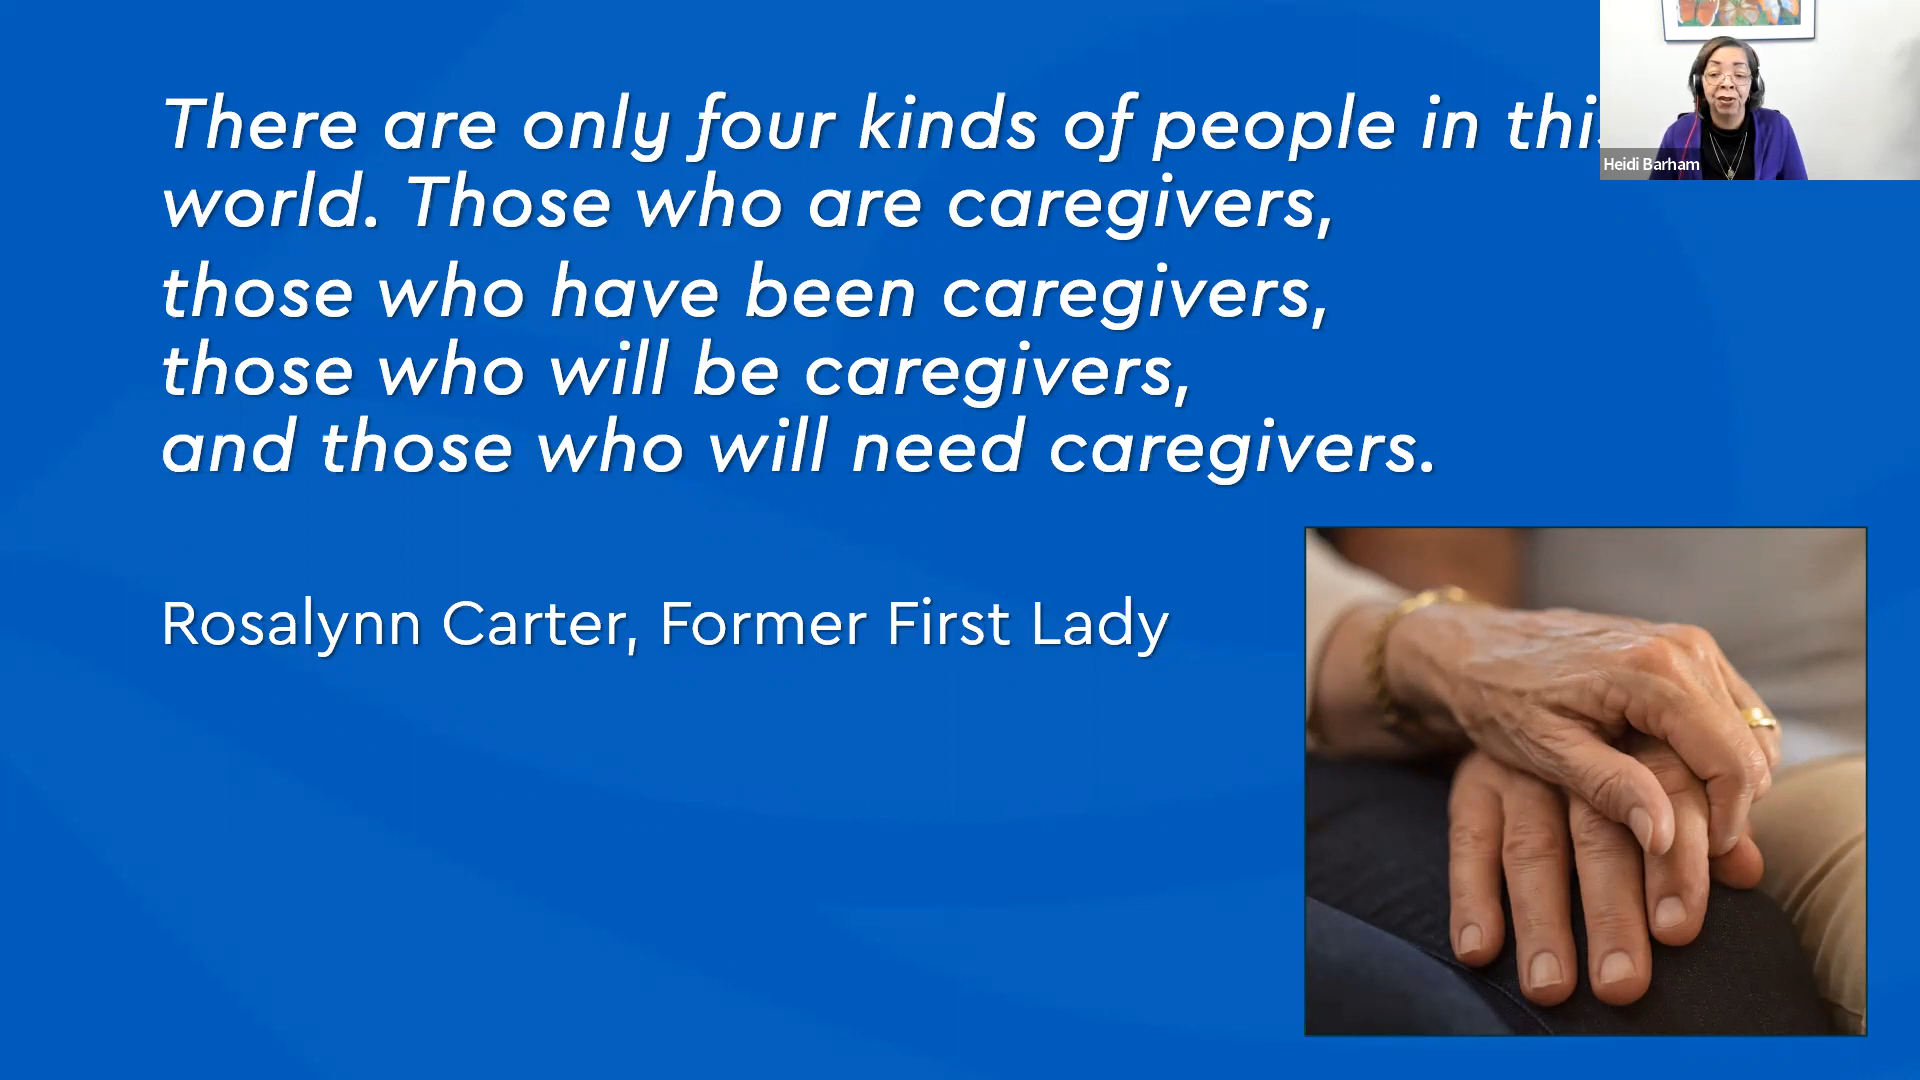 There are only four kinds of people in this
world. Those who are caregivers,
those who have been caregivers,
those who will be caregivers,
and those who will need caregivers.
Rosalynn Carter, Former First Lady
Heidi Barham